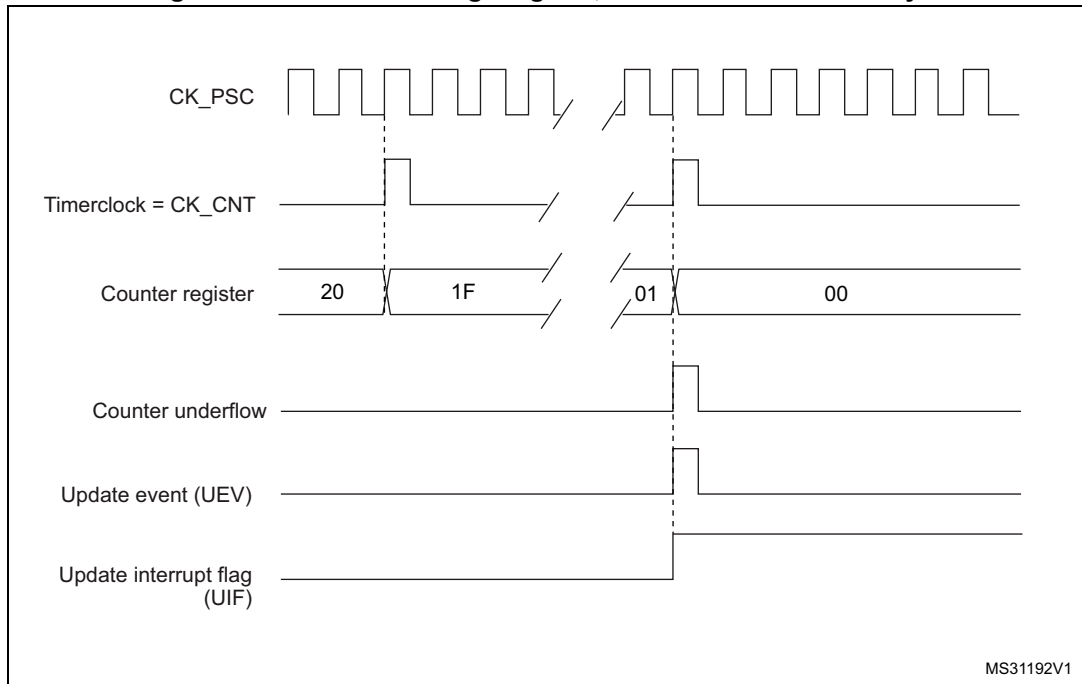 CK_PSC
Timerclock = CK_CNT
Counter register
20
1F
01
00
Counter underflow
Update event (UEV)
Update interrupt flag
(UIF)
MS31192V1